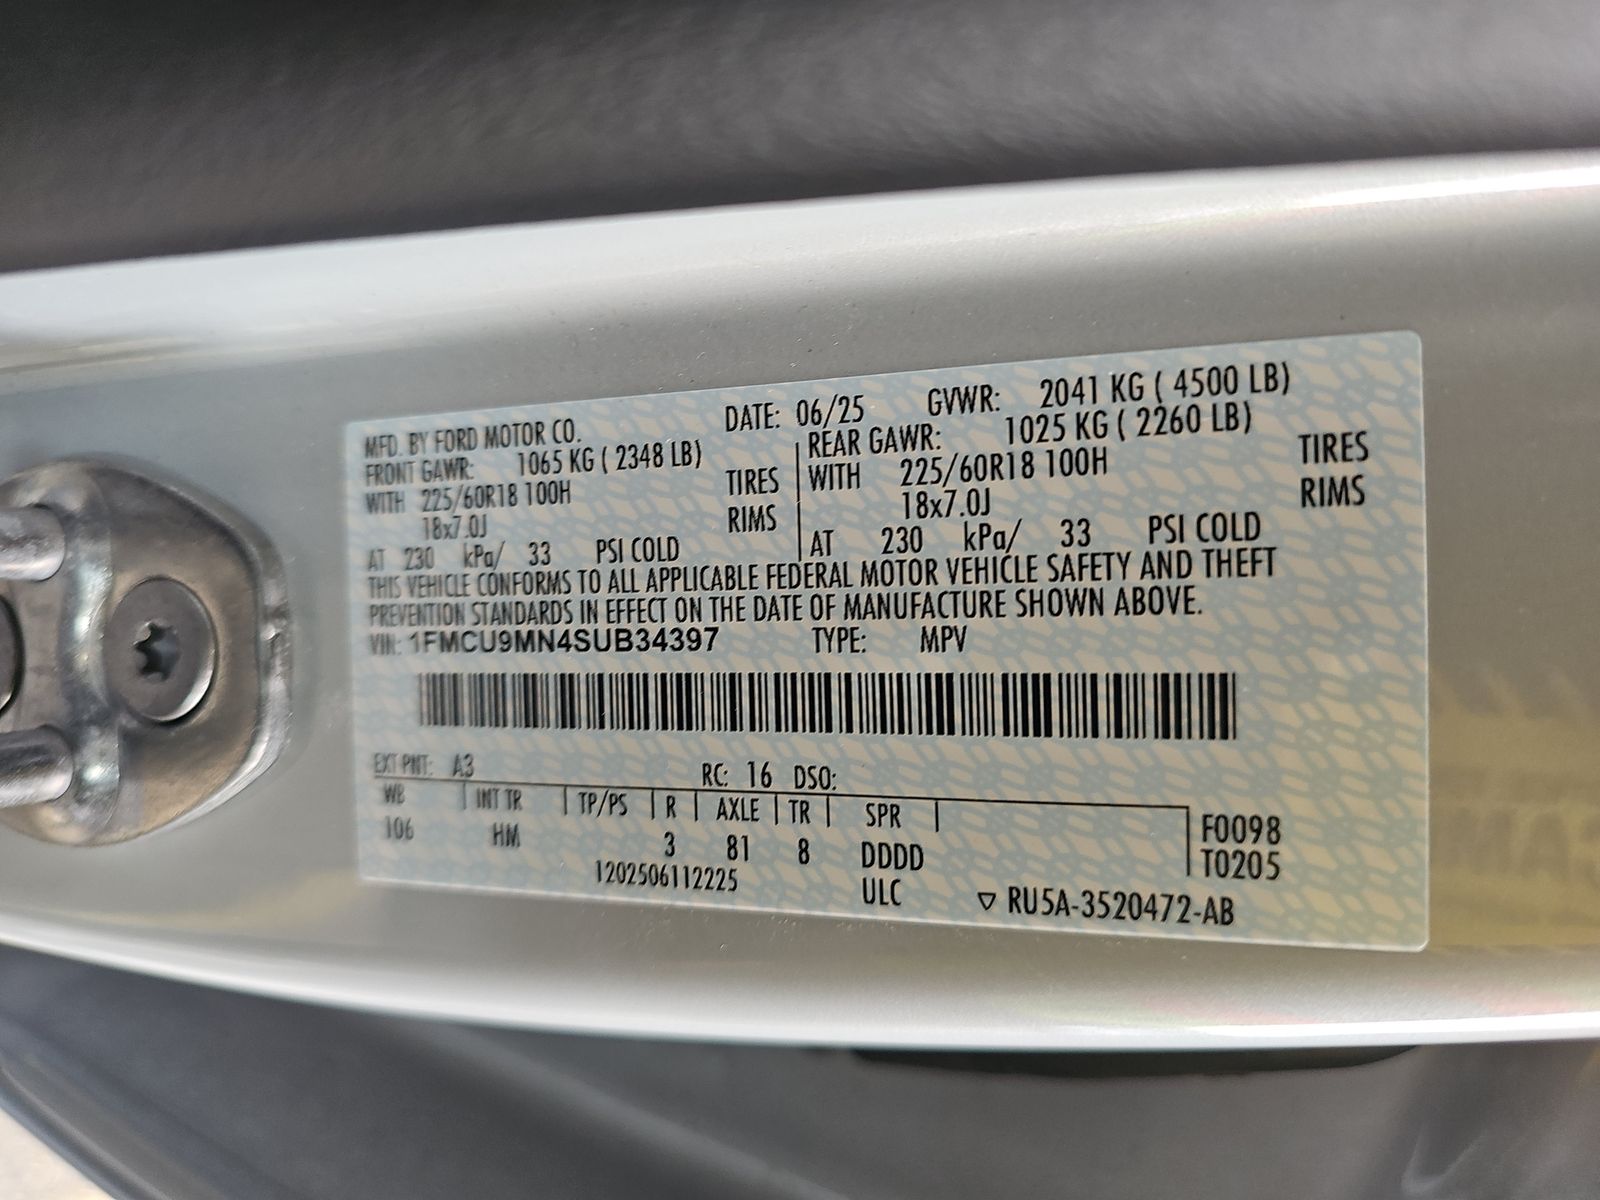 MFD. BY FORD MOTOR CO. DATE: 06/25 GVWR: 2041 KG ( 4500 LB)
FRONT GAWR: 1065 KG ( 2348 LB) REAR GAWR: 1025 KG ( 2260 LB)
WITH 225/60R18 100H TIRES WITH 225/60R18 100H TIRES
18x7.0J RIMS 18x7.0J RIMS
AT 230 kPa/ 33 PSI COLD AT 230 kPa/ 33 PSI COLD
THIS VEHICLE CONFORMS TO ALL APPLICABLE FEDERAL MOTOR VEHICLE SAFETY AND THEFT
PREVENTION STANDARDS IN EFFECT ON THE DATE OF MANUFACTURE SHOWN ABOVE.
VIN: 1FMCU9MN4SUB34397 TYPE: MPV
EXT PNT: A3 RC: 16 DSO:
WB | INT TR | TP/PS | R | AXLE | TR | SPR |
106 HM 3 81 8 DDDD
F0098
T0205
1202506112225 ULC ▽ RU5A-3520472-AB